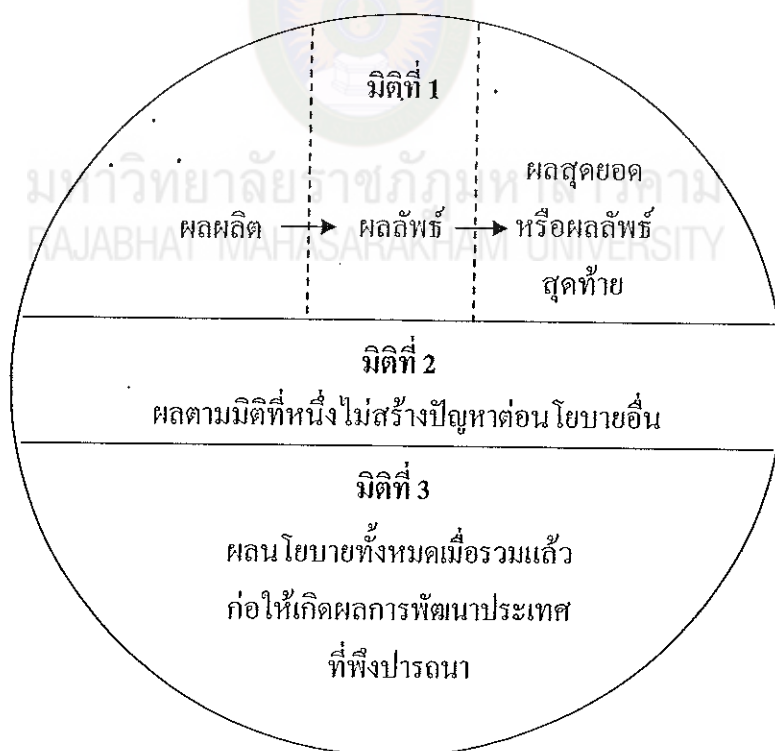 มิติที่ 1
มหาวิทยาลัยราชภัฏมหาสารคาม
RAJABHAT MAHASARAKHAM UNIVERSITY
ผลผลิต
ผลลัพธ์
ผลสุดยอด
หรือผลลัพธ์
สุดท้าย
มิติที่ 2
ผลตามมิติที่หนึ่งไม่สร้างปัญหาต่อนโยบายอื่น
มิติที่ 3
ผลนโยบายทั้งหมดเมื่อรวมแล้ว
ก่อให้เกิดผลการพัฒนาประเทศ
ที่พึงปารถนา